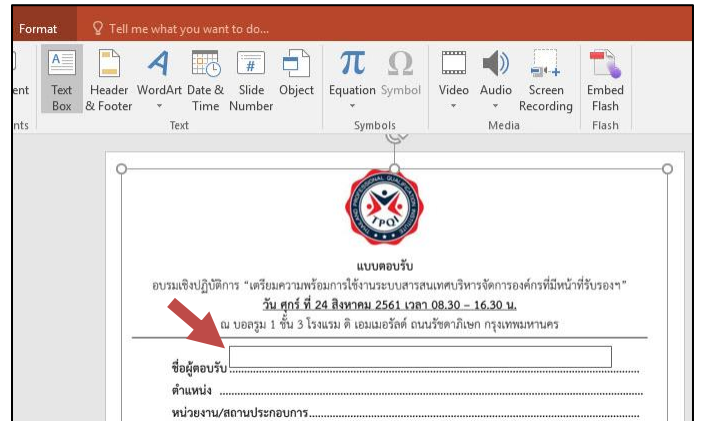 Format Tell me what you want to do...
Text Box Header & Footer WordArt Date & Time Slide Number Object Equation Symbol Video Audio Screen Recording Embed Flash
Text Symbols Media Flash
TPQI
แบบตอบรับ
อบรมเชิงปฏิบัติการ "เตรียมความพร้อมการใช้งานระบบสารสนเทศบริหารจัดการองค์กรที่มีหน้าที่รับรองฯ"
วัน ศุกร์ ที่ 24 สิงหาคม 2561 เวลา 08.30 – 16.30 น.
ณ บอลรูม 1 ชั้น 3 โรงแรม ดิ เอมเมอรัลด์ ถนนรัชดาภิเษก กรุงเทพมหานคร
ชื่อผู้ตอบรับ
ตำแหน่ง
หน่วยงาน/สถานประกอบการ